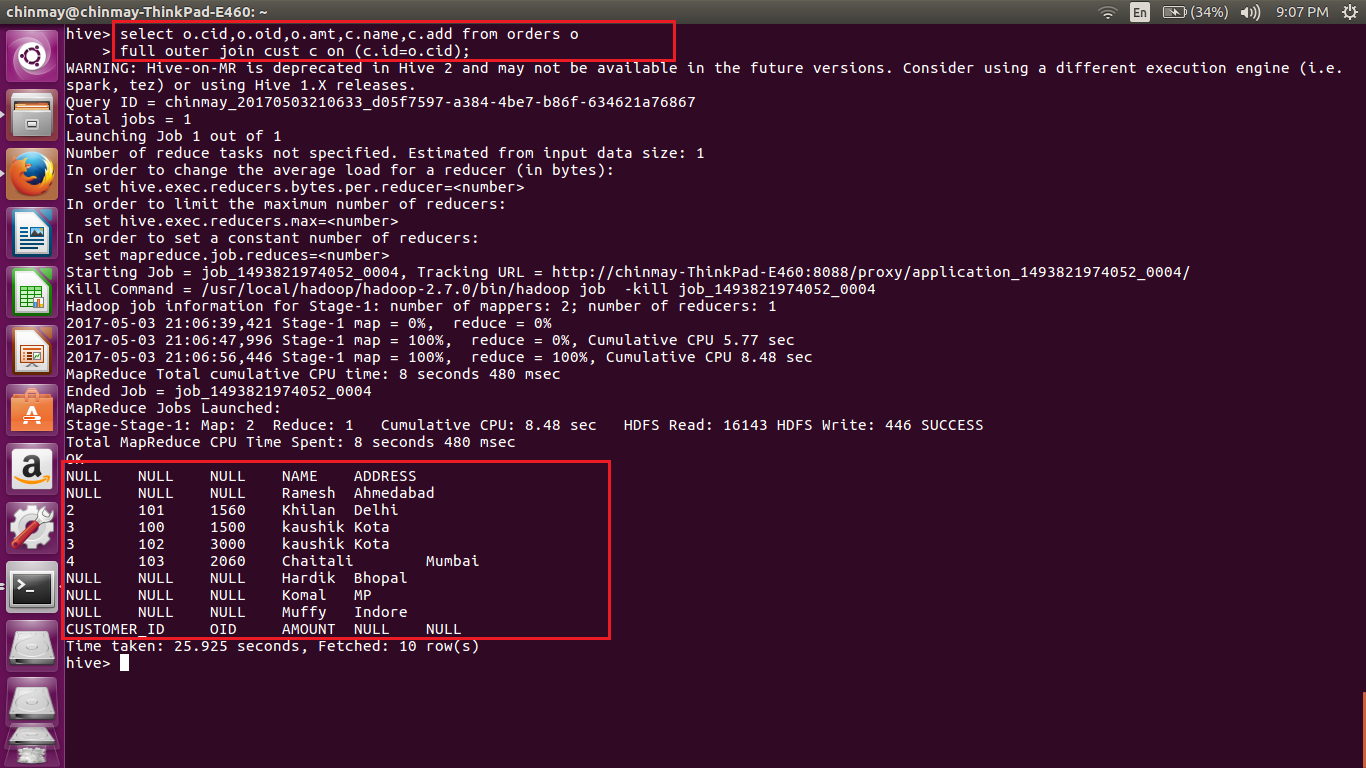 chinmay@chinmay-ThinkPad-E460: ~ En (34%) 9:07 PM
hive> select o.cid,o.oid,o.amt,c.name,c.add from orders o
    > full outer join cust c on (c.id=o.cid);
WARNING: Hive-on-MR is deprecated in Hive 2 and may not be available in the future versions. Consider using a different execution engine (i.e.
spark, tez) or using Hive 1.X releases.
Query ID = chinmay_20170503210633_d05f7597-a384-4be7-b86f-634621a76867
Total jobs = 1
Launching Job 1 out of 1
Number of reduce tasks not specified. Estimated from input data size: 1
In order to change the average load for a reducer (in bytes):
  set hive.exec.reducers.bytes.per.reducer=<number>
In order to limit the maximum number of reducers:
  set hive.exec.reducers.max=<number>
In order to set a constant number of reducers:
  set mapreduce.job.reduces=<number>
Starting Job = job_1493821974052_0004, Tracking URL = http://chinmay-ThinkPad-E460:8088/proxy/application_1493821974052_0004/
Kill Command = /usr/local/hadoop/hadoop-2.7.0/bin/hadoop job  -kill job_1493821974052_0004
Hadoop job information for Stage-1: number of mappers: 2; number of reducers: 1
2017-05-03 21:06:39,421 Stage-1 map = 0%,  reduce = 0%
2017-05-03 21:06:47,996 Stage-1 map = 100%,  reduce = 0%, Cumulative CPU 5.77 sec
2017-05-03 21:06:56,446 Stage-1 map = 100%,  reduce = 100%, Cumulative CPU 8.48 sec
MapReduce Total cumulative CPU time: 8 seconds 480 msec
Ended Job = job_1493821974052_0004
MapReduce Jobs Launched:
Stage-Stage-1: Map: 2  Reduce: 1   Cumulative CPU: 8.48 sec   HDFS Read: 16143 HDFS Write: 446 SUCCESS
Total MapReduce CPU Time Spent: 8 seconds 480 msec
OK
NULL    NULL    NULL    NAME    ADDRESS
NULL    NULL    NULL    Ramesh  Ahmedabad
2       101     1560    Khilan  Delhi
3       100     1500    kaushik Kota
3       102     3000    kaushik Kota
4       103     2060    Chaitali        Mumbai
NULL    NULL    NULL    Hardik  Bhopal
NULL    NULL    NULL    Komal   MP
NULL    NULL    NULL    Muffy   Indore
CUSTOMER_ID     OID     AMOUNT  NULL    NULL
Time taken: 25.925 seconds, Fetched: 10 row(s)
hive>